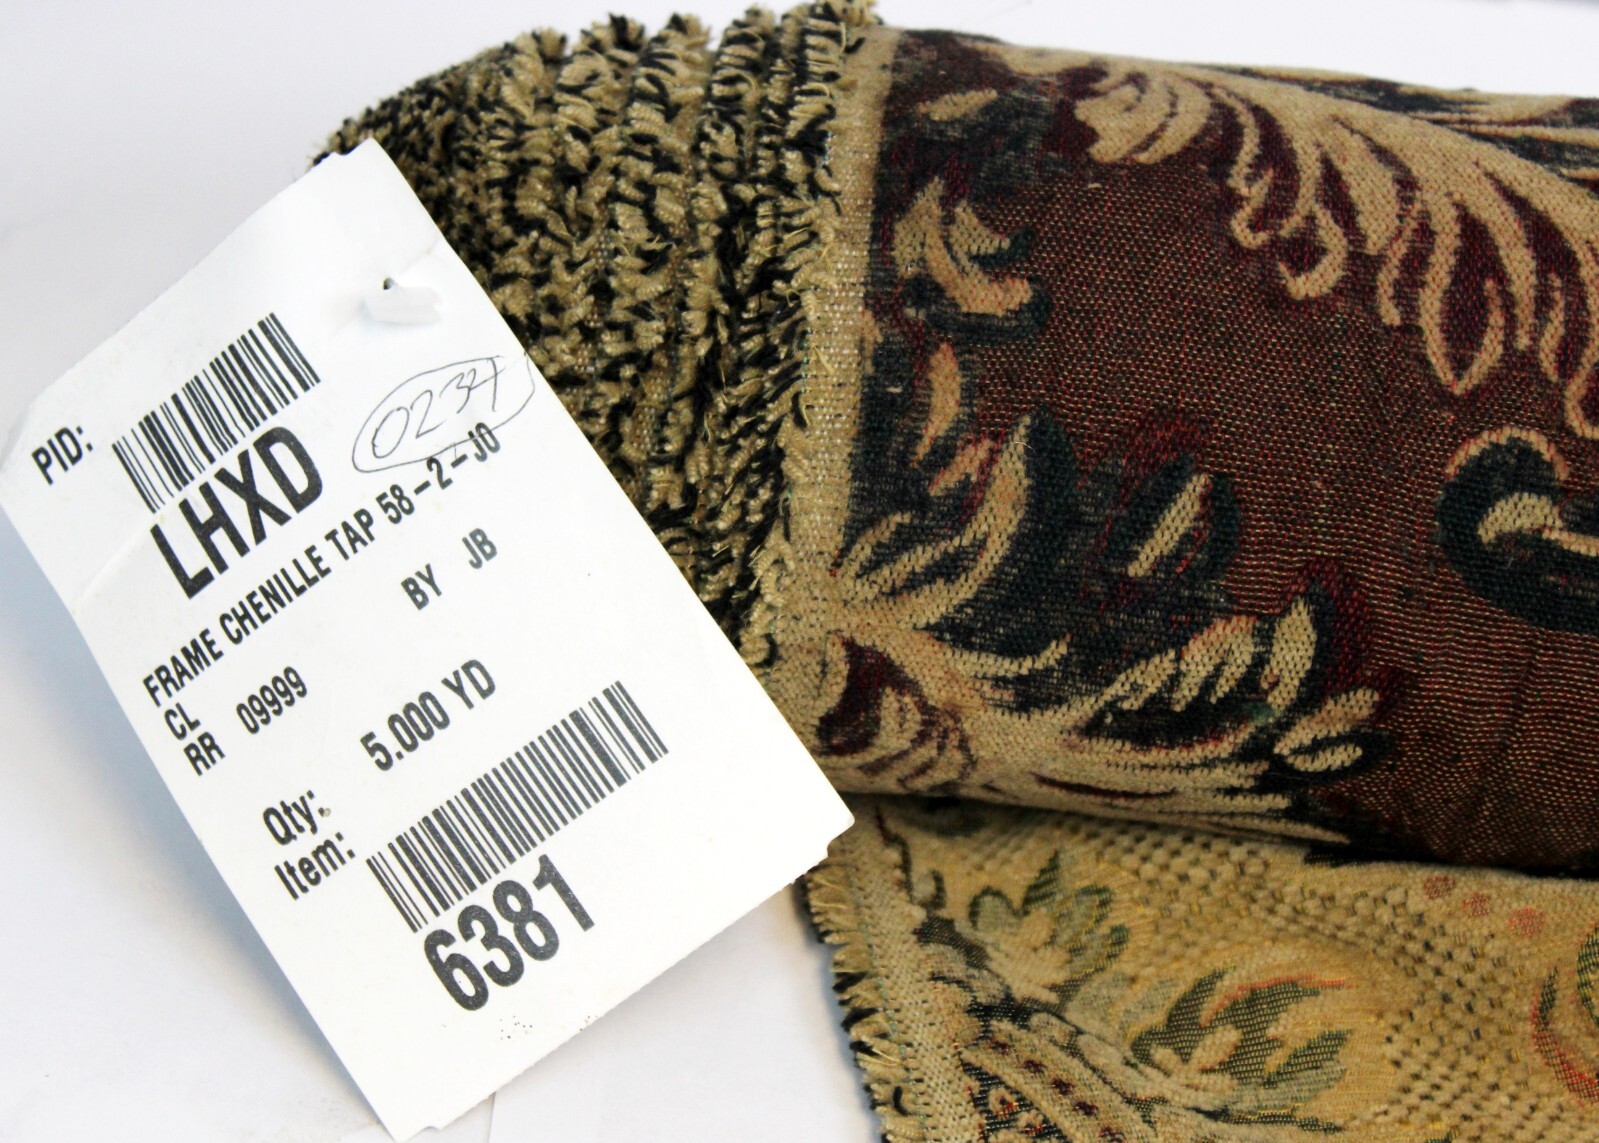 PID:
LHXD
0237
FRAME CHENILLE TAP 58-2-JO
CL BY JB
RR 09999
Qty: 5.000 YD
Item:
6381